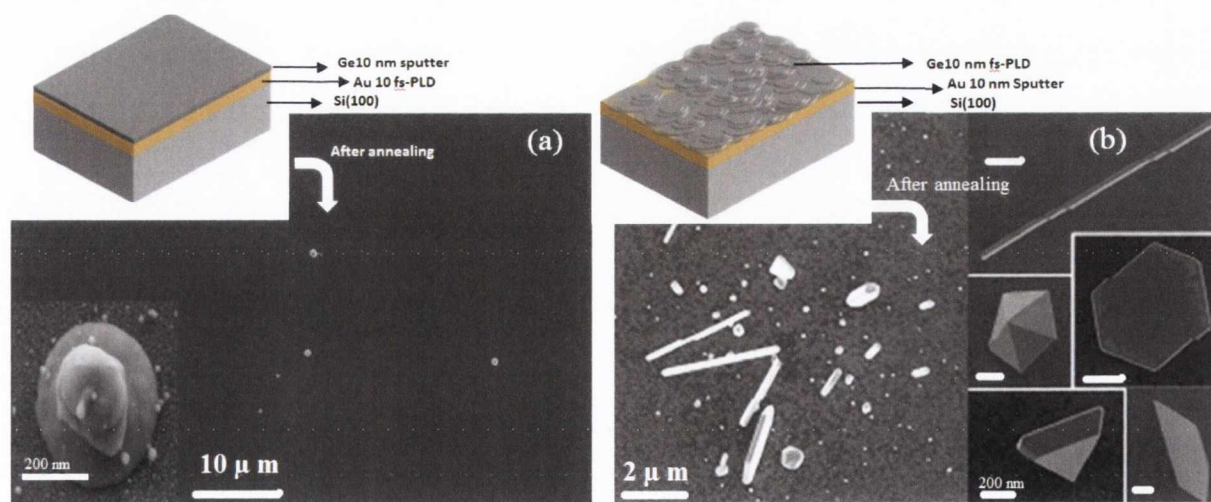 Ge10 nm sputter
Au 10 fs-PLD
Si(100)
After annealing
(a)
200 nm
10 µ m
Ge10 nm fs-PLD
Au 10 nm Sputter
Si(100)
After annealing
(b)
2 µ m
200 nm